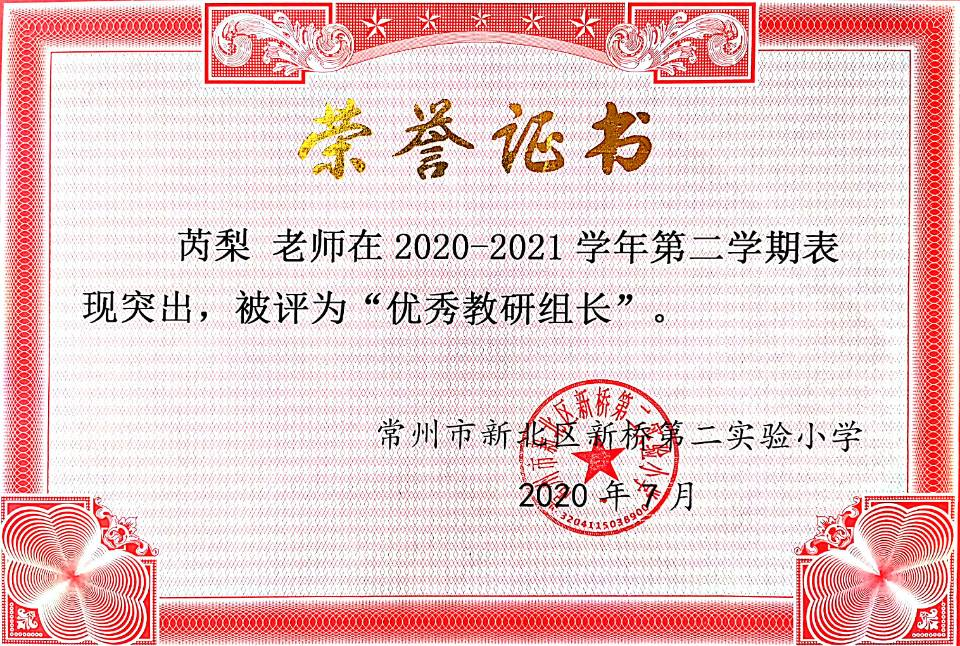 荣誉证书
芮梨 老师在 2020-2021 学年第二学期表
现突出，被评为“优秀教研组长”。
常州市新北区新桥第二实验小学
2020 年 7 月